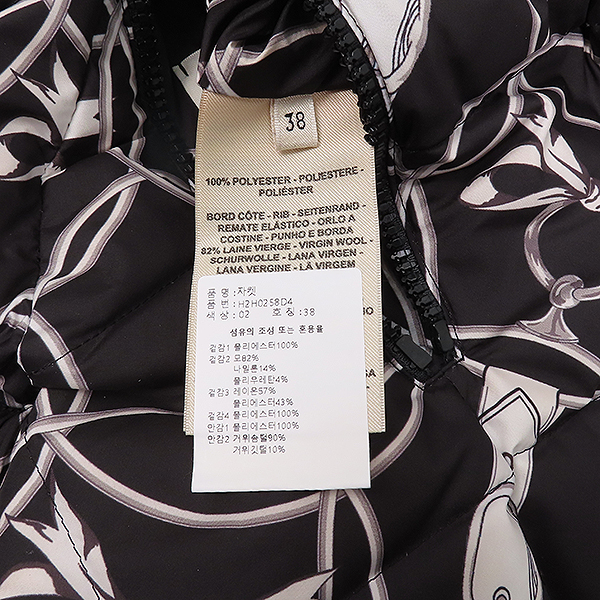 38
100% POLYESTER - POLIESTERE -
POLIÉSTER
BORD CÔTE - RIB - SEITENRAND -
REMATE ELÁSTICO - ORLO A
COSTINE - PUNHO E BORDA
82% LAINE VIERGE - VIRGIN WOOL -
SCHURWOLLE - LANA VIRGEN -
LANA VERGINE - LÃ VIRGEM
품 명 : 자켓
품 번 : H2H0258D4
색 상 : 02 호 칭 : 38
섬유의 조성 또는 혼용율
겉감1 폴리에스터100%
겉감2 모82%
나일론14%
폴리우레탄4%
겉감3 레이온57%
폴리에스터43%
겉감4 폴리에스터100%
안감1 폴리에스터100%
안감2 거위솜털90%
거위깃털10%